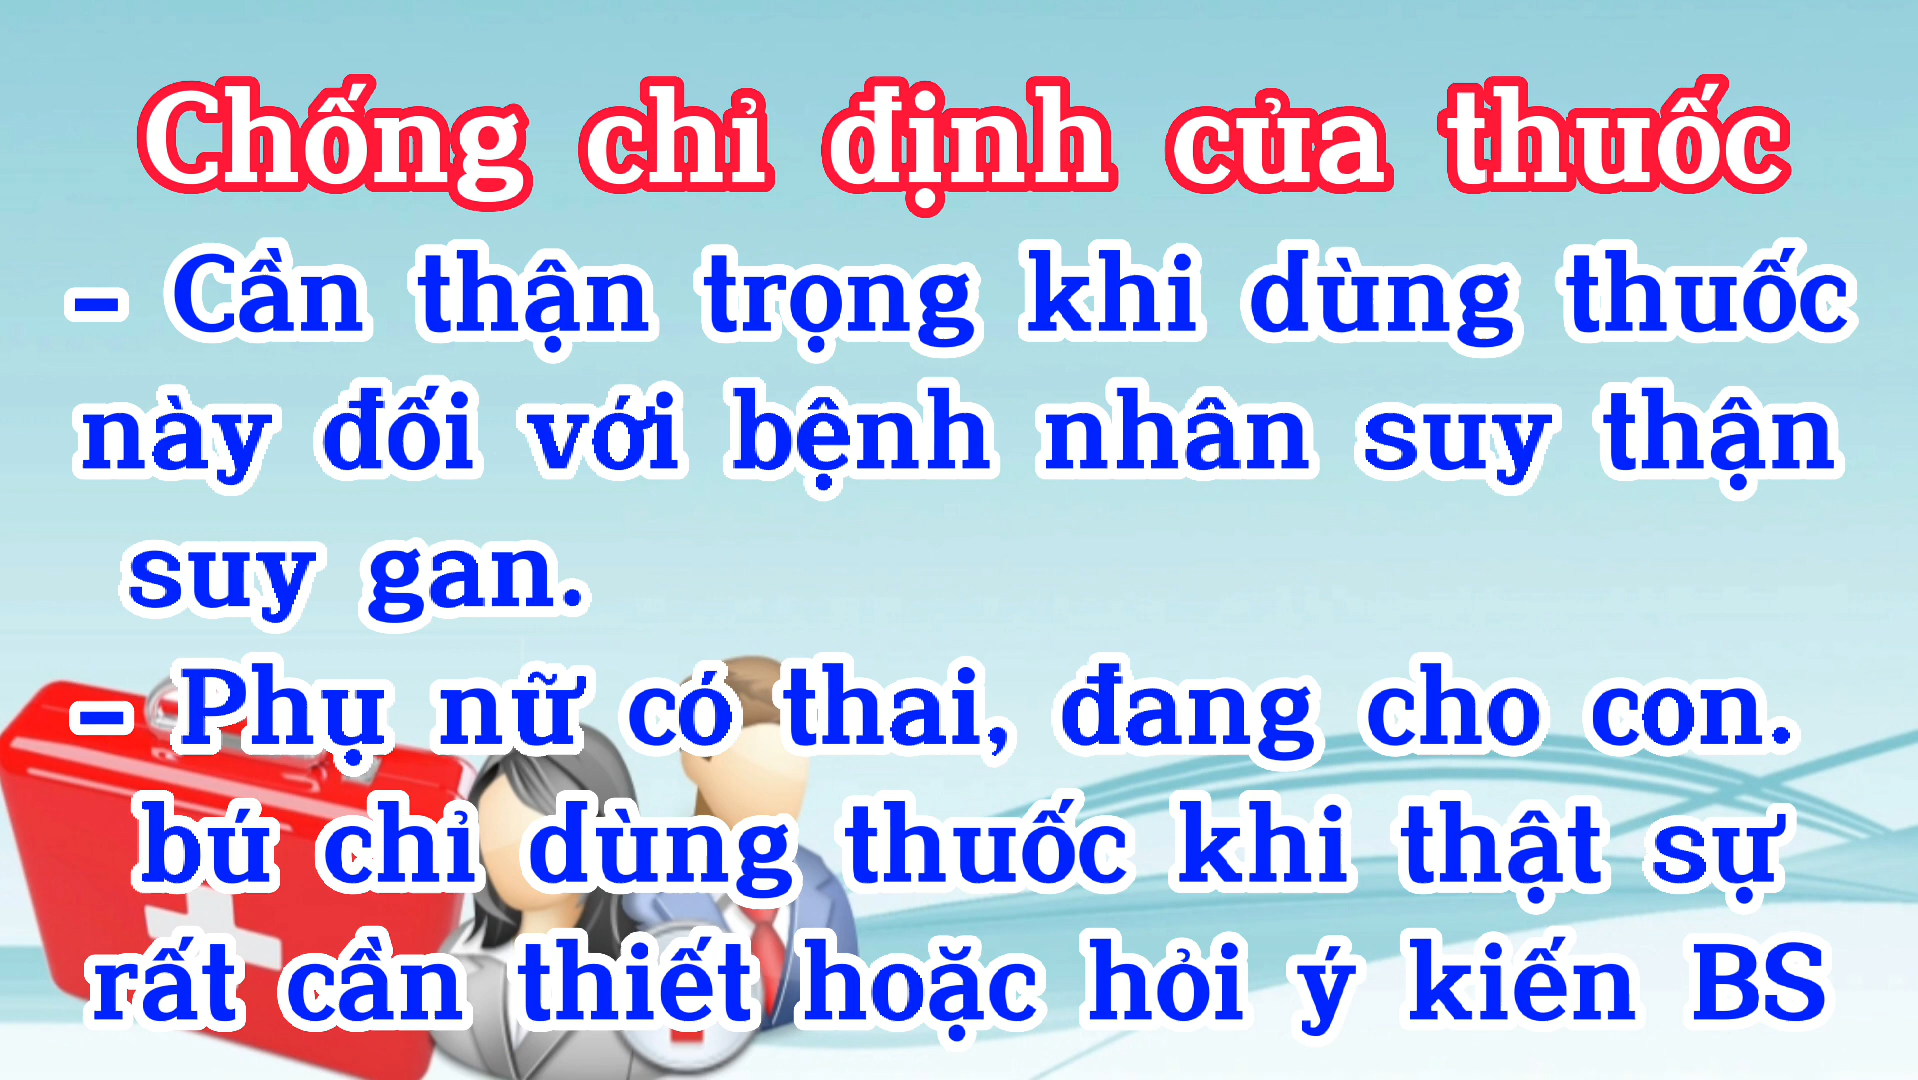 Chống chỉ định của thuốc
- Cần thận trọng khi dùng thuốc
này đối với bệnh nhân suy thận
suy gan.
- Phụ nữ có thai, đang cho con.
bú chỉ dùng thuốc khi thật sự
rất cần thiết hoặc hỏi ý kiến BS